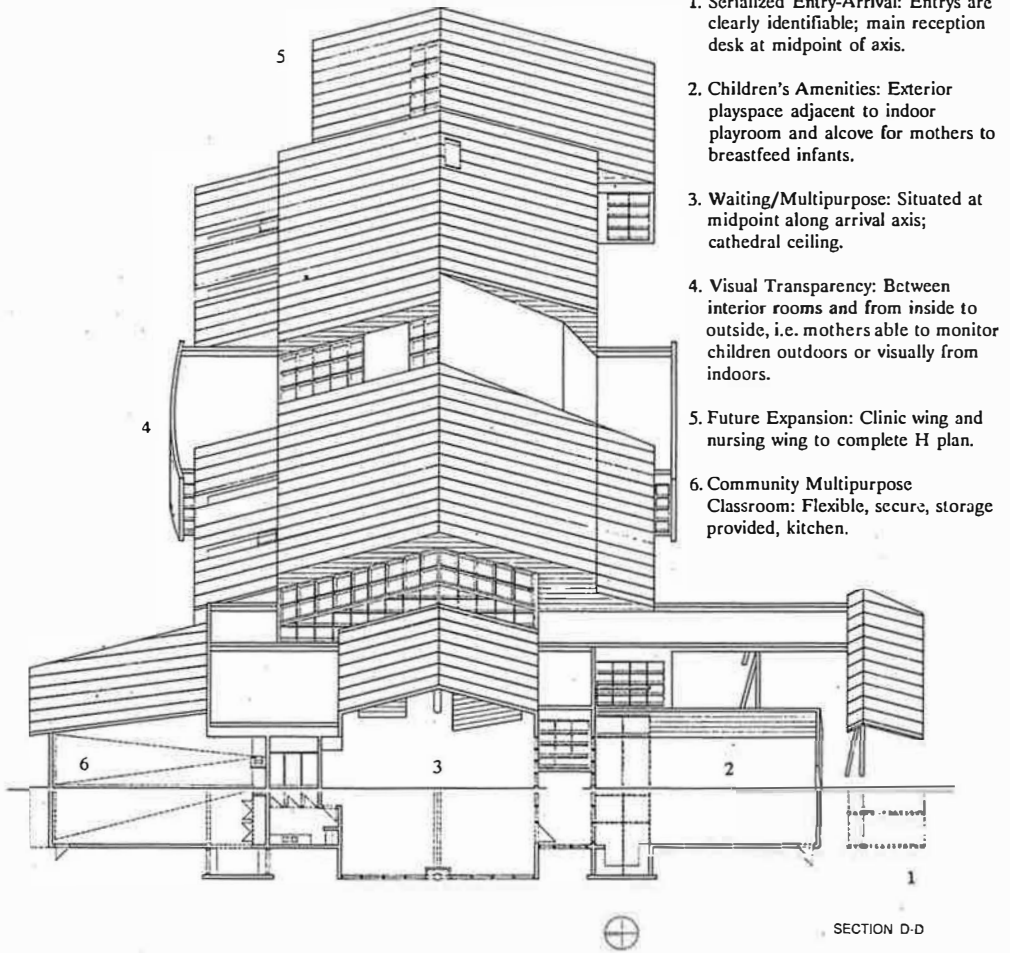 1. Serialized Entry-Arrival: Entrys are
clearly identifiable; main reception
desk at midpoint of axis.
2. Children's Amenities: Exterior
playspace adjacent to indoor
playroom and alcove for mothers to
breastfeed infants.
3. Waiting/Multipurpose: Situated at
midpoint along arrival axis;
cathedral ceiling.
4. Visual Transparency: Between
interior rooms and from inside to
outside, i.e. mothers able to monitor
children outdoors or visually from
indoors.
5. Future Expansion: Clinic wing and
nursing wing to complete H plan.
6. Community Multipurpose
Classroom: Flexible, secure, storage
provided, kitchen.
5
4
6
3
2
1
SECTION D-D